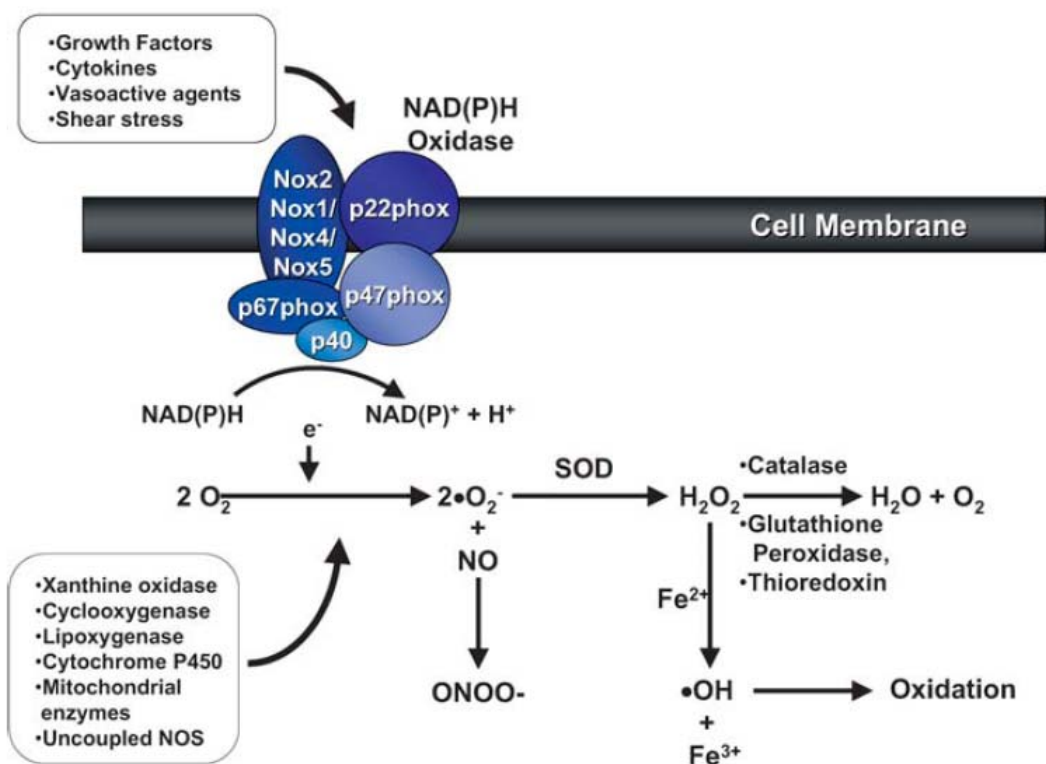 •Growth Factors
•Cytokines
•Vasoactive agents
•Shear stress
NAD(P)H
Oxidase
Nox2
Nox1/
Nox4/
Nox5
p22phox
Cell Membrane
p67phox
p47phox
p40
NAD(P)H
NAD(P)⁺ + H⁺
e⁻
2 O₂
2•O₂⁻
SOD
H₂O₂
•Catalase
H₂O + O₂
•Glutathione
Peroxidase,
•Thioredoxin
+
NO
Fe²⁺
•Xanthine oxidase
•Cyclooxygenase
•Lipoxygenase
•Cytochrome P450
•Mitochondrial
enzymes
•Uncoupled NOS
ONOO-
•OH
+
Fe³⁺
Oxidation